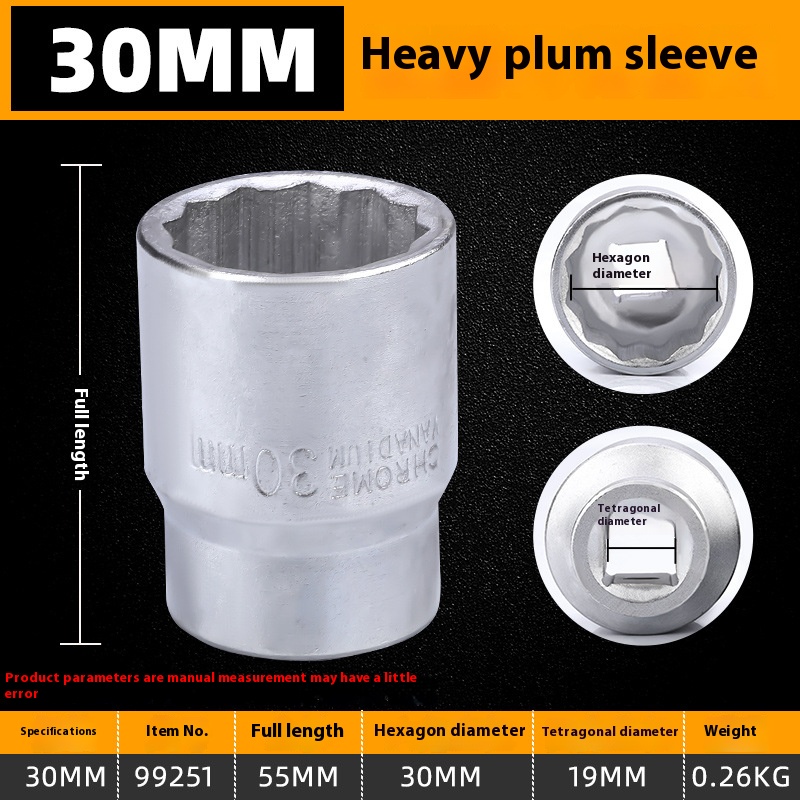 30MM
Heavy plum sleeve
Full length
CHROME
VANADIUM
30mm
Hexagon
diameter
Tetragonal
diameter
Product parameters are manual measurement may have a little
error
Specifications Item No. Full length Hexagon diameter Tetragonal diameter Weight
30MM 99251 55MM 30MM 19MM 0.26KG